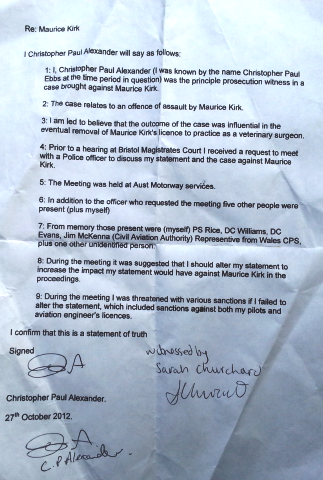 Re: Maurice Kirk
I Christopher Paul Alexander will say as follows:
1: I, Christopher Paul Alexander (I was known by the name Christopher Paul
Ebbs at the time period in question) was the principle prosecution witness in a
case brought against Maurice Kirk.
2: The case relates to an offence of assault by Maurice Kirk.
3: I am led to believe that the outcome of the case was influential in the
eventual removal of Maurice Kirk's licence to practice as a veterinary surgeon.
4: Prior to a hearing at Bristol Magistrates Court I received a request to meet
with a Police officer to discuss my statement and the case against Maurice
Kirk.
5: The Meeting was held at Aust Motorway services.
6: In addition to the officer who requested the meeting five other people were
present (plus myself)
7: From memory those present were (myself) PS Rice, DC Williams, DC
Evans, Jim McKenna (Civil Aviation Authority) Representive from Wales CPS,
plus one other unidentified person.
8: During the meeting it was suggested that I should alter my statement to
increase the impact my statement would have against Maurice Kirk in the
proceedings.
9: During the meeting I was threatened with various sanctions if I failed to
alter the statement, which included sanctions against both my pilots and
aviation engineer's licences.
I confirm that this is a statement of truth
Signed
witnessed by
Sarah Churchard
Christopher Paul Alexander.
27th October 2012.
C. P Alexander.